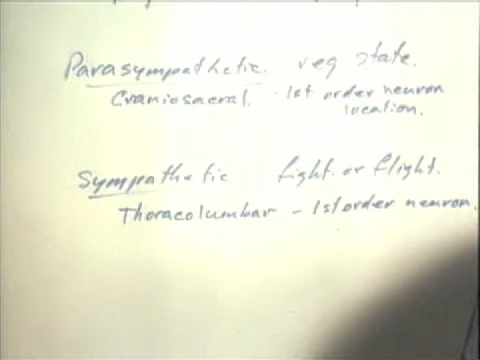 Parasympathetic. veg state.
Craniosacral. - 1st order neuron
location.
Sympathetic fight or flight.
Thoracolumbar - 1st order neuron.